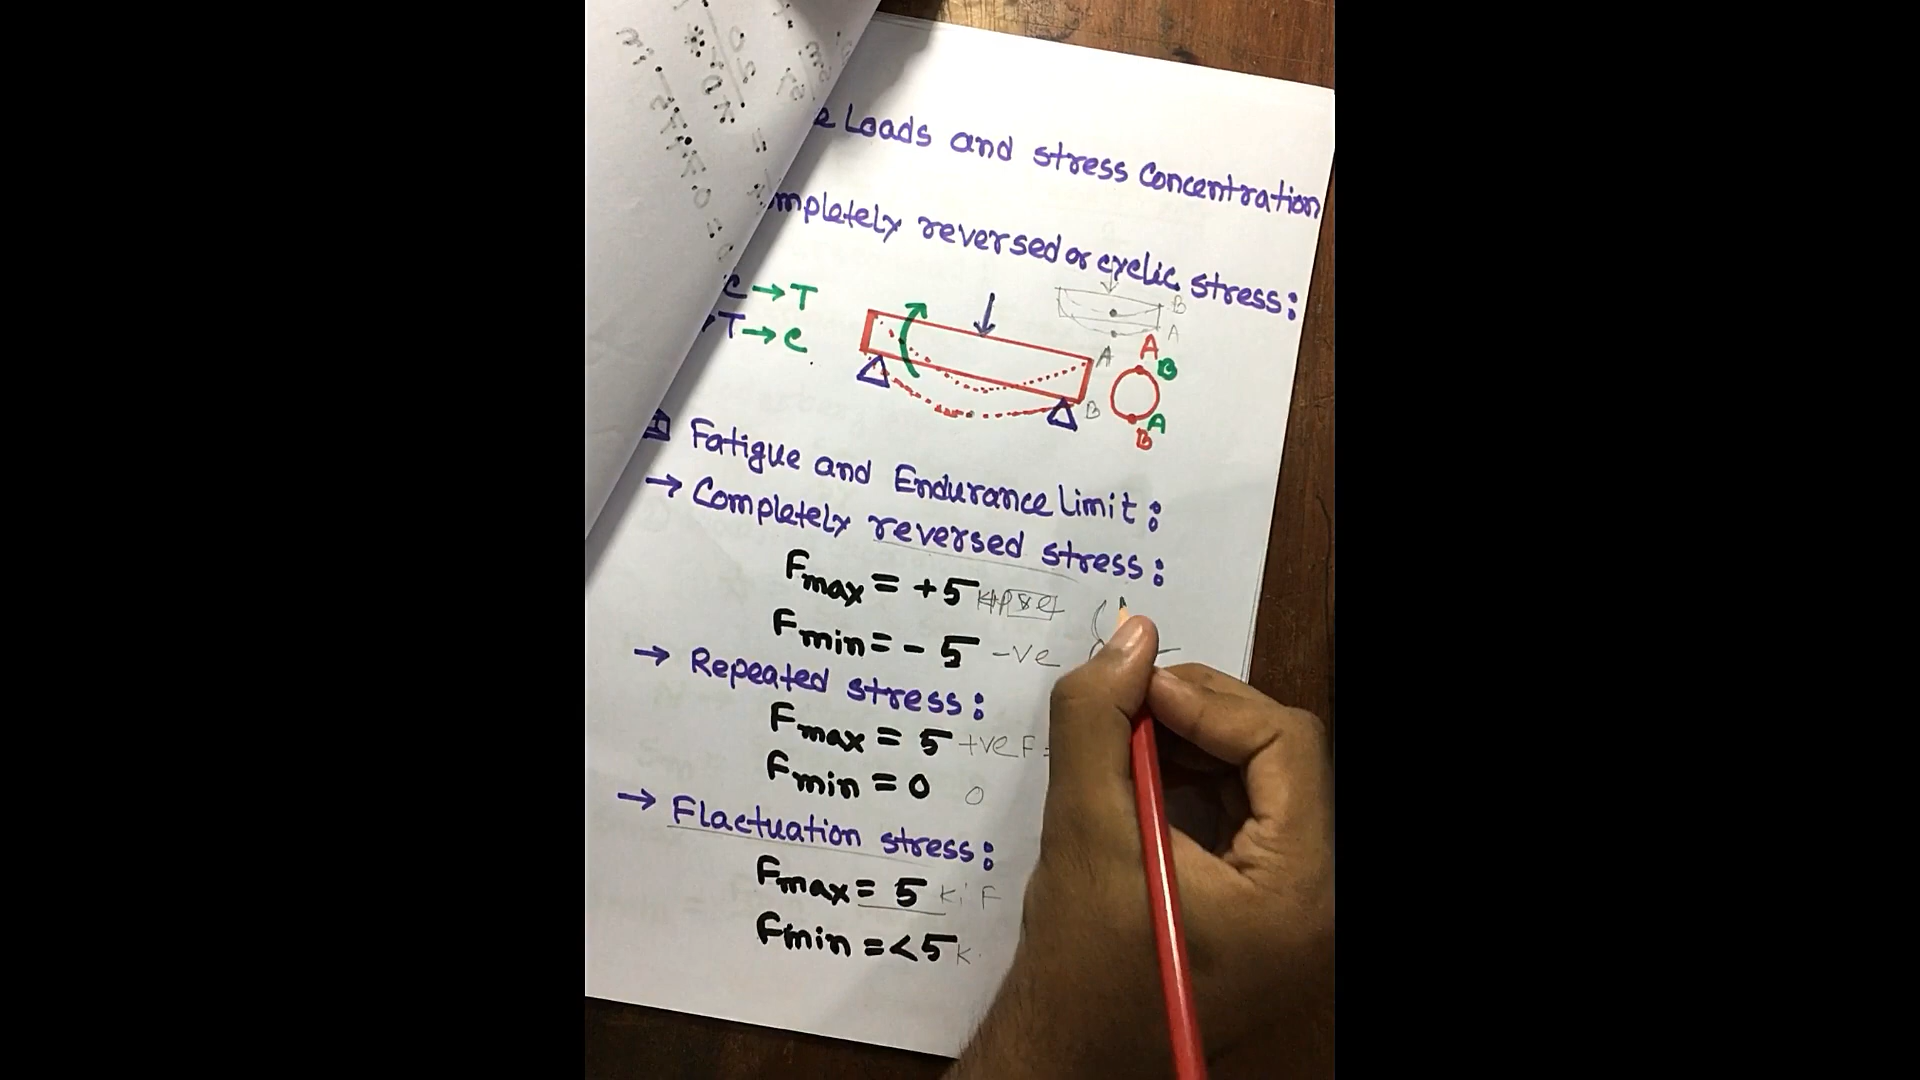 e Loads and stress Concentration
mpletely reversed or cyclic stress:
C → T
T → C
B
A
A
A
B
B
A
B
Fatigue and Endurance Limit:
→ Completely reversed stress:
Fmax = +5
Fmin = - 5 -ve
→ Repeated stress:
Fmax = 5 +ve F =
Fmin = 0 0
→ Flactuation stress:
Fmax = 5 ki F
Fmin = <5 K